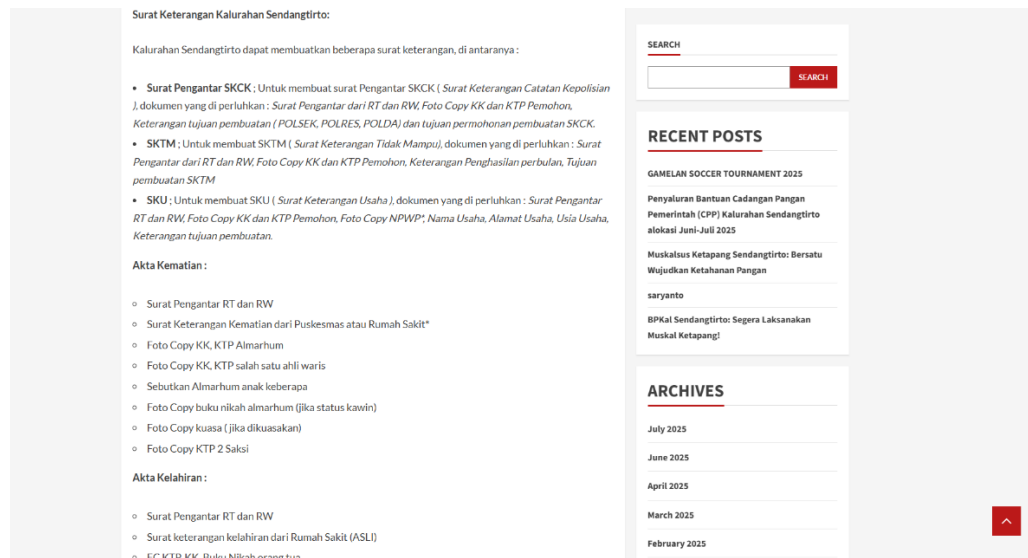 Surat Keterangan Kalurahan Sendangtirto:
Kalurahan Sendangtirto dapat membuatkan beberapa surat keterangan, di antaranya :
• Surat Pengantar SKCK ; Untuk membuat surat Pengantar SKCK ( Surat Keterangan Catatan Kepolisian
), dokumen yang di perluhkan : Surat Pengantar dari RT dan RW, Foto Copy KK dan KTP Pemohon,
Keterangan tujuan pembuatan ( POLSEK, POLRES, POLDA) dan tujuan permohonan pembuatan SKCK.
• SKTM ; Untuk membuat SKTM ( Surat Keterangan Tidak Mampu), dokumen yang di perluhkan : Surat
Pengantar dari RT dan RW, Foto Copy KK dan KTP Pemohon, Keterangan Penghasilan perbulan, Tujuan
pembuatan SKTM
• SKU ; Untuk membuat SKU ( Surat Keterangan Usaha ), dokumen yang di perluhkan : Surat Pengantar
RT dan RW, Foto Copy KK dan KTP Pemohon, Foto Copy NPWP*, Nama Usaha, Alamat Usaha, Usia Usaha,
Keterangan tujuan pembuatan.
Akta Kematian :
◦ Surat Pengantar RT dan RW
◦ Surat Keterangan Kematian dari Puskesmas atau Rumah Sakit*
◦ Foto Copy KK, KTP Almarhum
◦ Foto Copy KK, KTP salah satu ahli waris
◦ Sebutkan Almarhum anak keberapa
◦ Foto Copy buku nikah almarhum (jika status kawin)
◦ Foto Copy kuasa ( jika dikuasakan)
◦ Foto Copy KTP 2 Saksi
Akta Kelahiran :
◦ Surat Pengantar RT dan RW
◦ Surat keterangan kelahiran dari Rumah Sakit (ASLI)
◦ FC KTP, KK, Buku Nikah orang tua
SEARCH
SEARCH
RECENT POSTS
GAMELAN SOCCER TOURNAMENT 2025
Penyaluran Bantuan Cadangan Pangan
Pemerintah (CPP) Kalurahan Sendangtirto
alokasi Juni-Juli 2025
Muskalsus Ketapang Sendangtirto: Bersatu
Wujudkan Ketahanan Pangan
saryanto
BPKal Sendangtirto: Segera Laksanakan
Muskal Ketapang!
ARCHIVES
July 2025
June 2025
April 2025
March 2025
February 2025